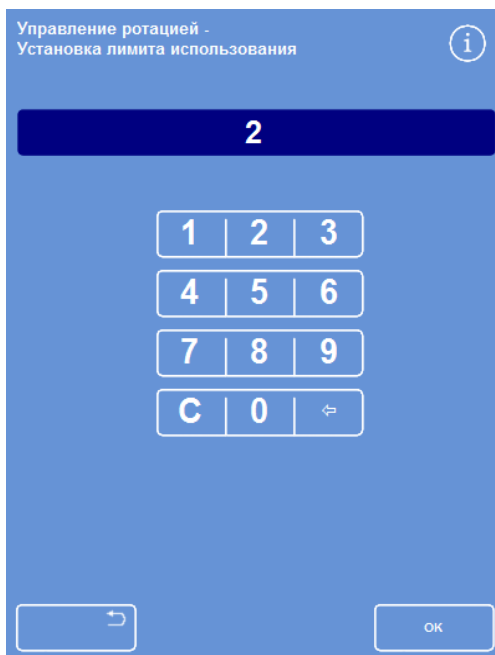 Управление ротацией -
Установка лимита использования
i
2
1 2 3
4 5 6
7 8 9
C 0 ⇦
OK